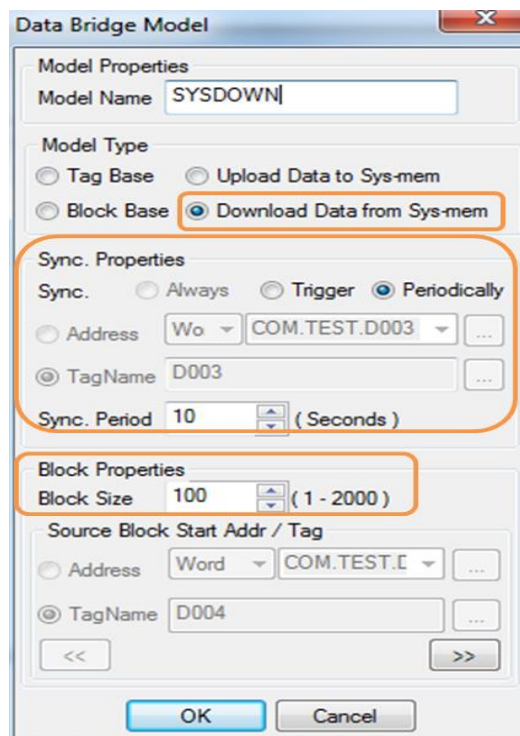 Data Bridge Model
Model Properties
Model Name SYSDOWN
Model Type
Tag Base Upload Data to Sys-mem
Block Base Download Data from Sys-mem
Sync. Properties
Sync. Always Trigger Periodically
Address Wo COM.TEST.D003 ...
TagName D003 ...
Sync. Period 10 ( Seconds )
Block Properties
Block Size 100 ( 1 - 2000 )
Source Block Start Addr / Tag
Address Word COM.TEST.D ...
TagName D004 ...
<< >>
OK Cancel